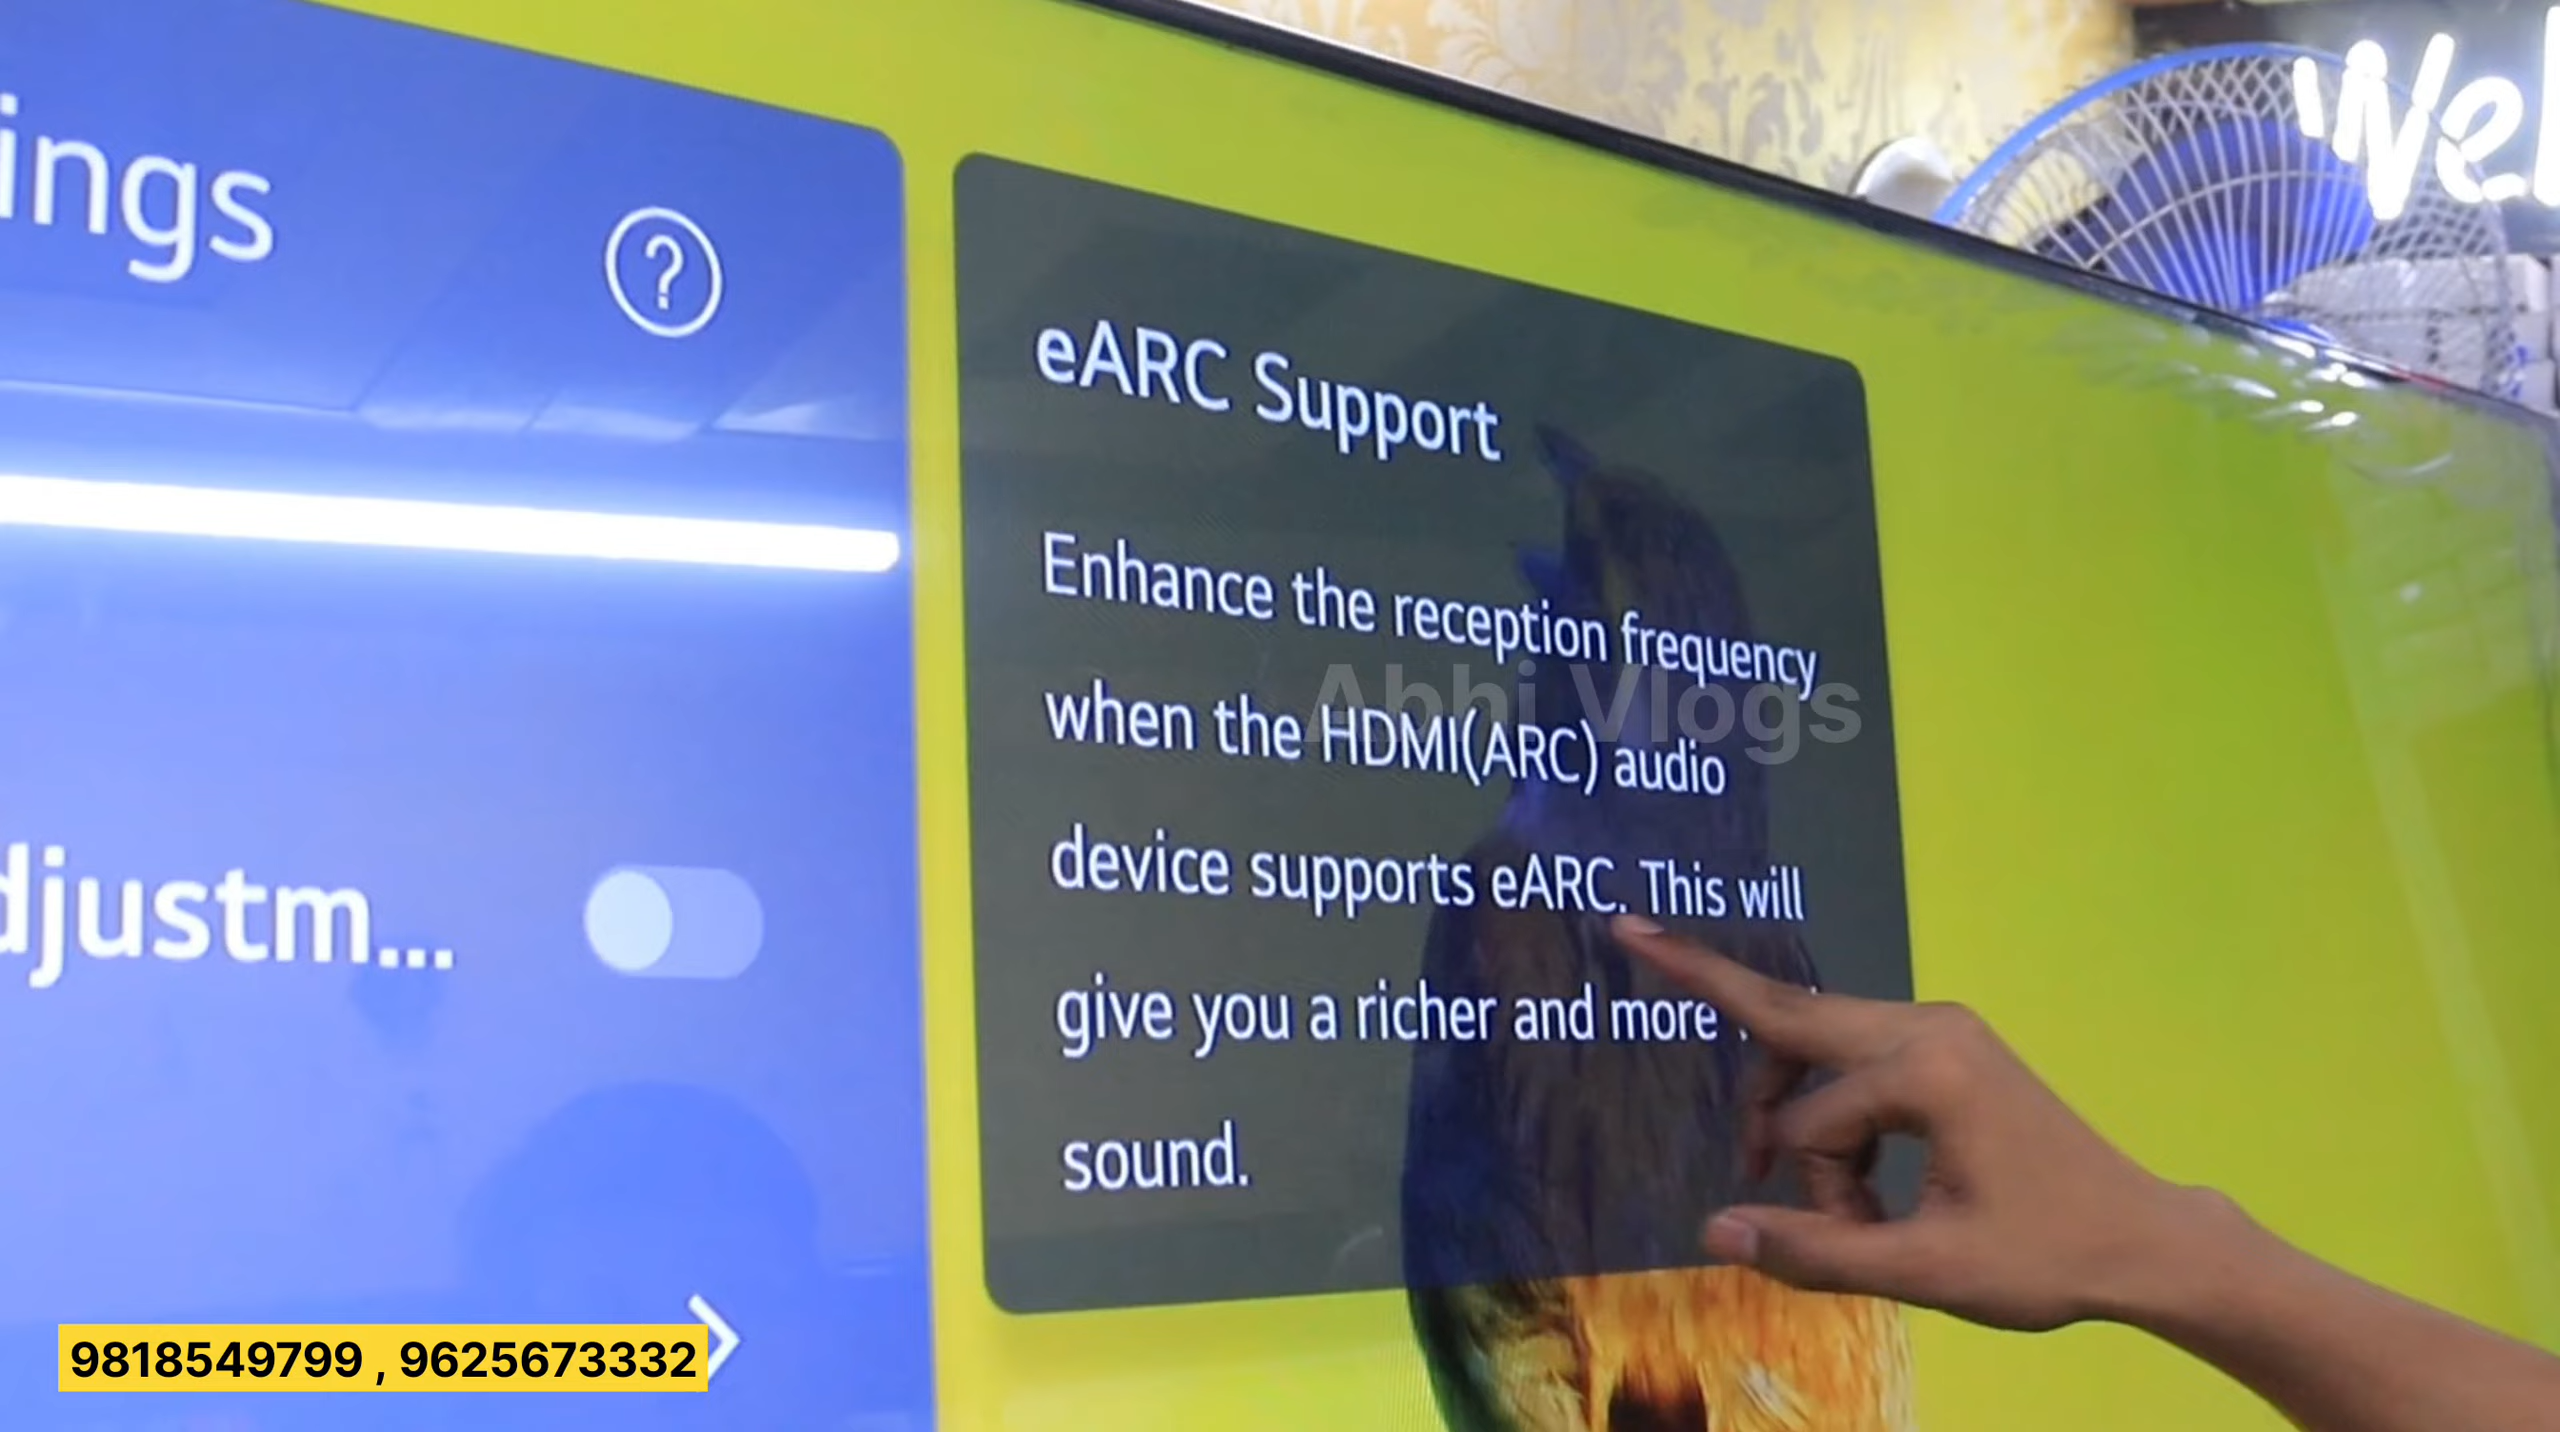 ings
?
djustm...
eARC Support
Enhance the reception frequency
when the HDMI(ARC) audio
device supports eARC. This will
give you a richer and more
sound.
Abhi Vlogs
Wel
9818549799 , 9625673332